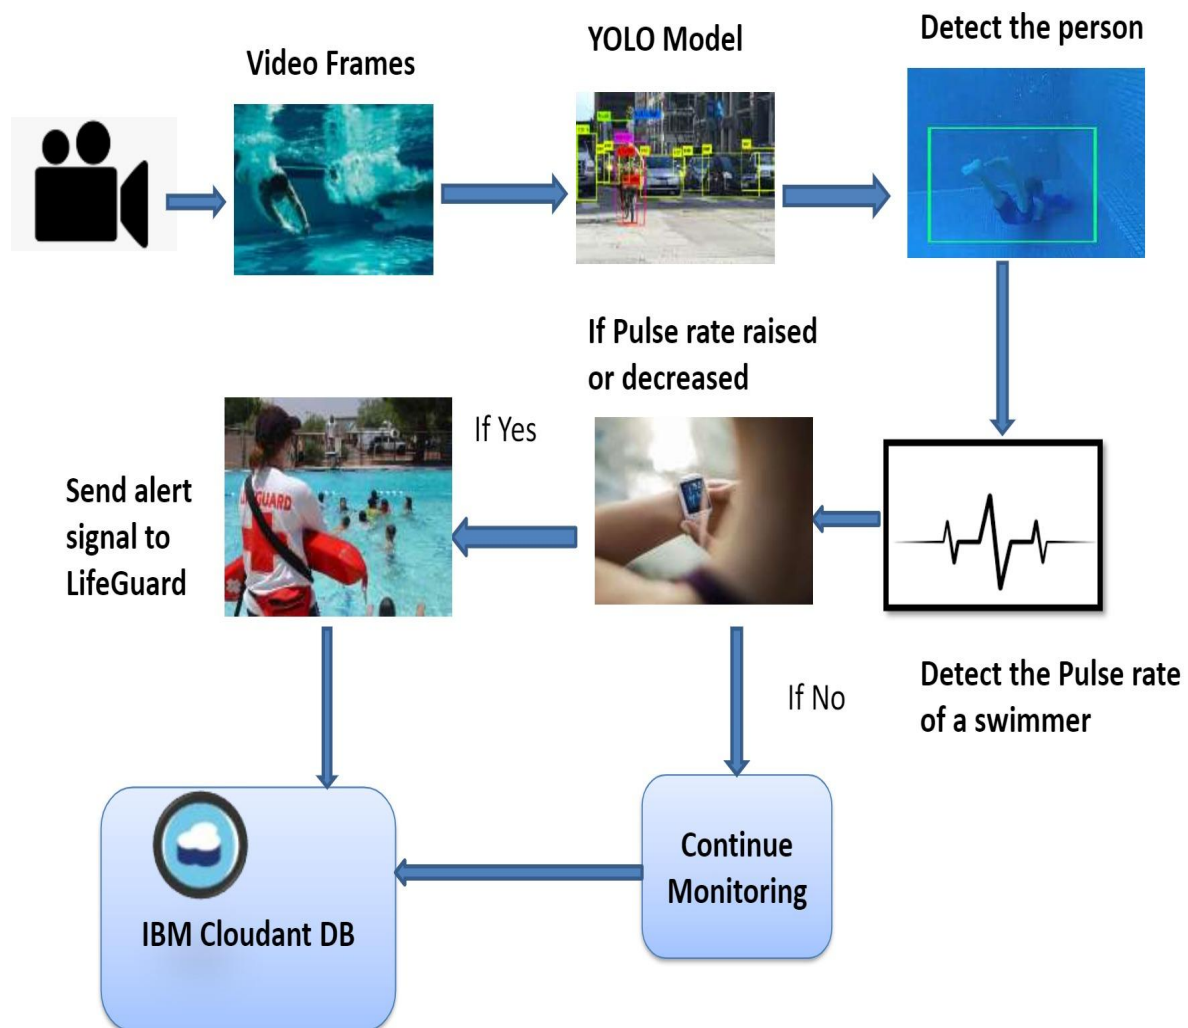 Video Frames
YOLO Model
Detect the person
If Pulse rate raised
or decreased
If Yes
Send alert
signal to
LifeGuard
GUARD
If No
Detect the Pulse rate
of a swimmer
Continue
Monitoring
IBM Cloudant DB